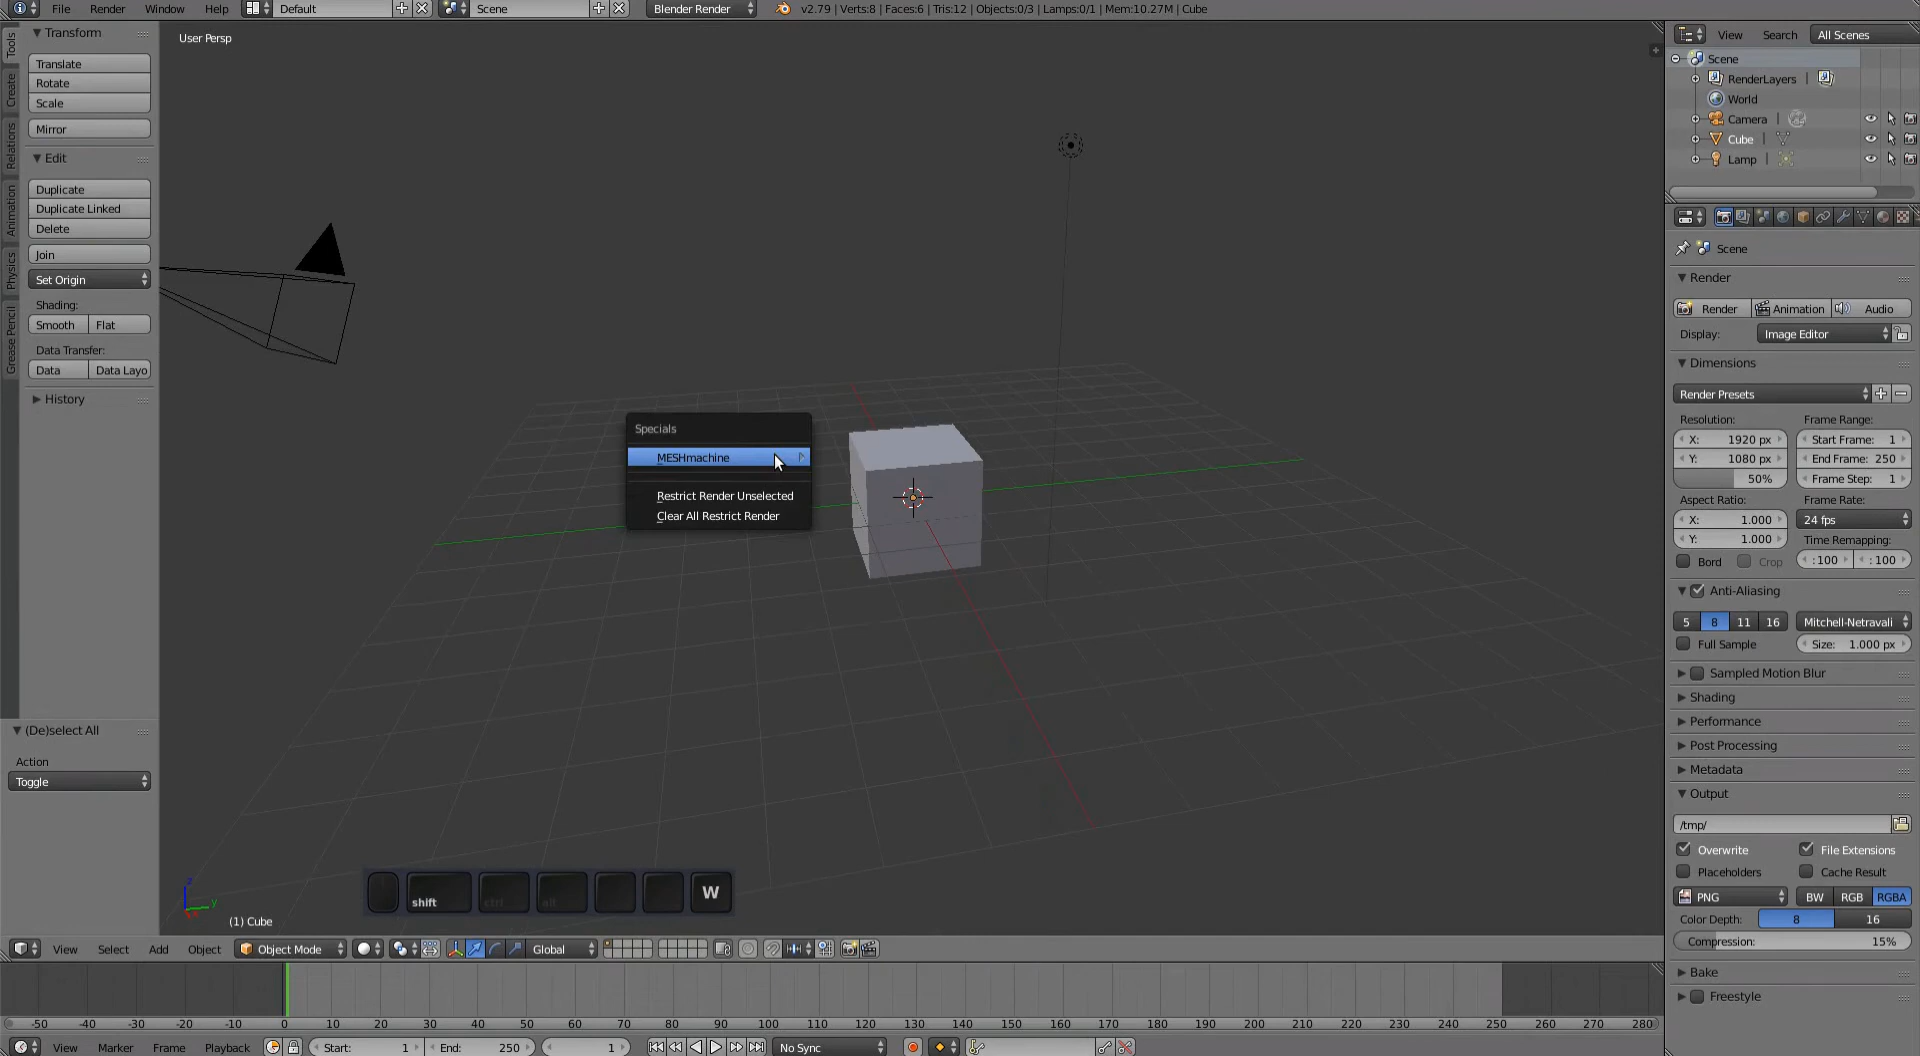 File Render Window Help Default Scene Blender Render v2.79 | Verts:8 | Faces:6 | Tris:12 | Objects:0/3 | Lamps:0/1 | Mem:10.27M | Cube
Tools
Create
Relations
Animation
Physics
Grease Pencil
Transform
Translate
Rotate
Scale
Mirror
Edit
Duplicate
Duplicate Linked
Delete
Join
Set Origin
Shading:
Smooth Flat
Data Transfer:
Data Data Layo
History
(De)select All
Action
Toggle
User Persp
Specials
MESHmachine
Restrict Render Unselected
Clear All Restrict Render
shift ctrl alt W
z
y
(1) Cube
View Select Add Object Object Mode Global
View Search All Scenes
Scene
RenderLayers
World
Camera
Cube
Lamp
Scene
Render
Render Animation Audio
Display: Image Editor
Dimensions
Render Presets
Resolution: Frame Range:
X: 1920 px Start Frame: 1
Y: 1080 px End Frame: 250
50% Frame Step: 1
Aspect Ratio: Frame Rate:
X: 1.000 24 fps
Y: 1.000 Time Remapping:
Bord Crop :100 :100
Anti-Aliasing
5 8 11 16 Mitchell-Netravali
Full Sample Size: 1.000 px
Sampled Motion Blur
Shading
Performance
Post Processing
Metadata
Output
/tmp/
Overwrite File Extensions
Placeholders Cache Result
PNG BW RGB RGBA
Color Depth: 8 16
Compression: 15%
Bake
Freestyle
-50 -40 -30 -20 -10 0 10 20 30 40 50 60 70 80 90 100 110 120 130 140 150 160 170 180 190 200 210 220 230 240 250 260 270 280
View Marker Frame Playback Start: 1 End: 250 1 No Sync